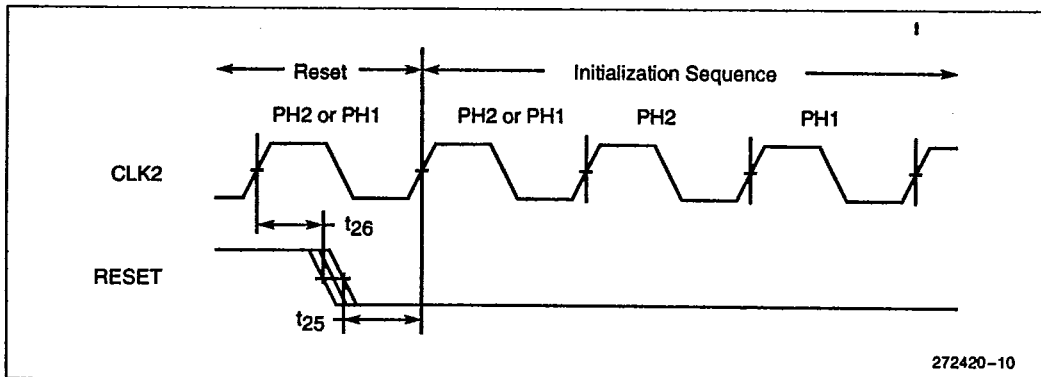 Reset
Initialization Sequence
PH2 or PH1
PH2 or PH1
PH2
PH1
CLK2
t26
RESET
t25
272420-10